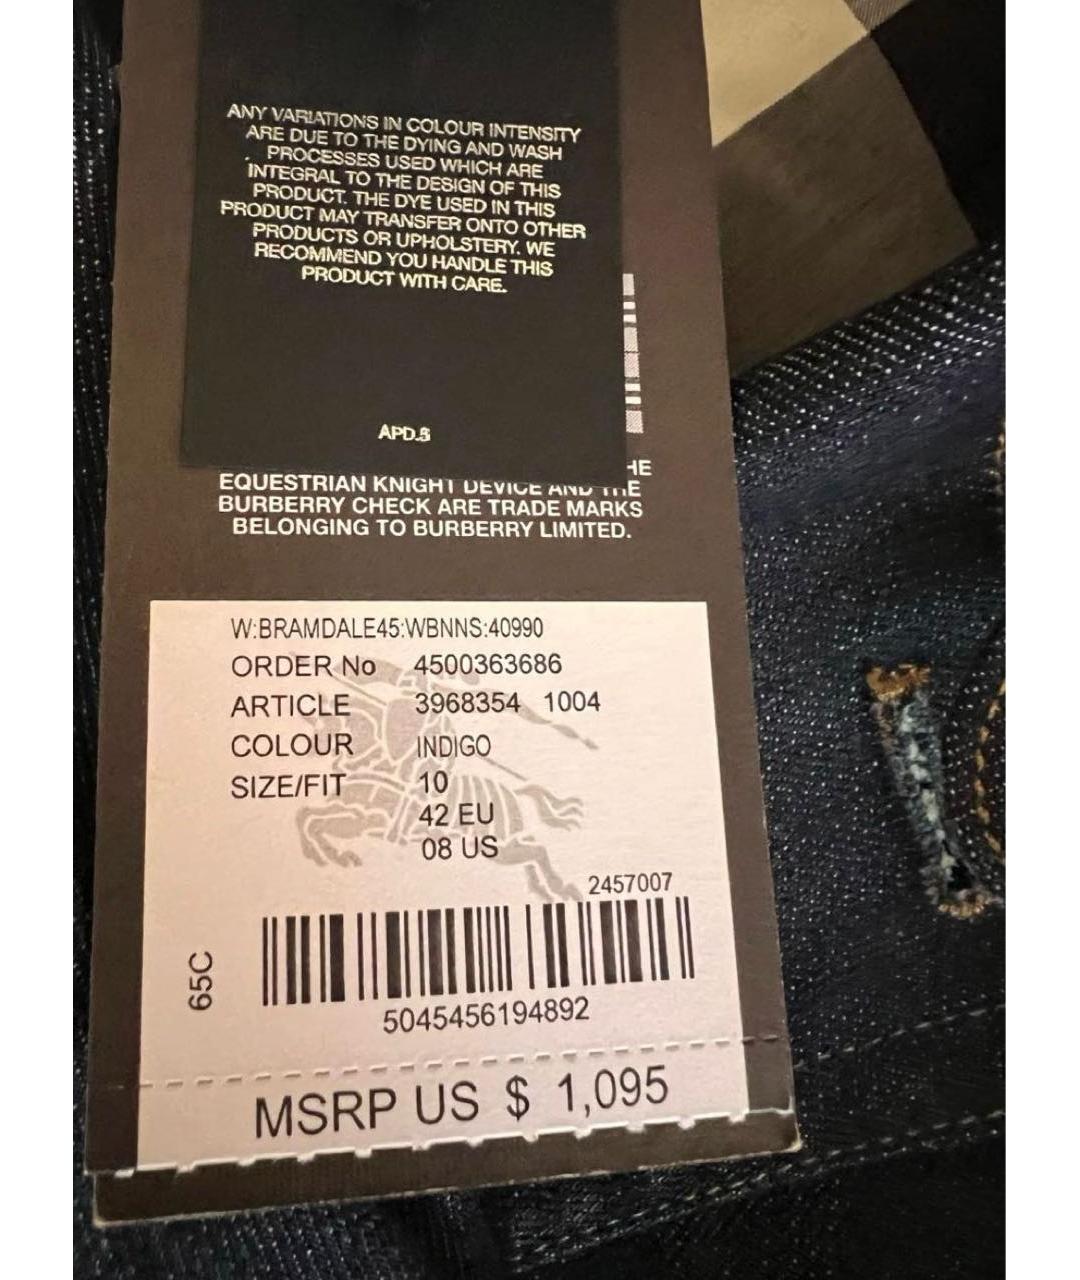 ANY VARIATIONS IN COLOUR INTENSITY
ARE DUE TO THE DYING AND WASH
PROCESSES USED WHICH ARE
INTEGRAL TO THE DESIGN OF THIS
PRODUCT. THE DYE USED IN THIS
PRODUCT MAY TRANSFER ONTO OTHER
PRODUCTS OR UPHOLSTERY. WE
RECOMMEND YOU HANDLE THIS
PRODUCT WITH CARE.
APD.5
EQUESTRIAN KNIGHT DEVICE AND THE
BURBERRY CHECK ARE TRADE MARKS
BELONGING TO BURBERRY LIMITED.
W:BRAMDALE45:WBNNS:40990
ORDER No 4500363686
ARTICLE 3968354 1004
COLOUR INDIGO
SIZE/FIT 10
42 EU
08 US
2457007
65C
5045456194892
MSRP US $ 1,095